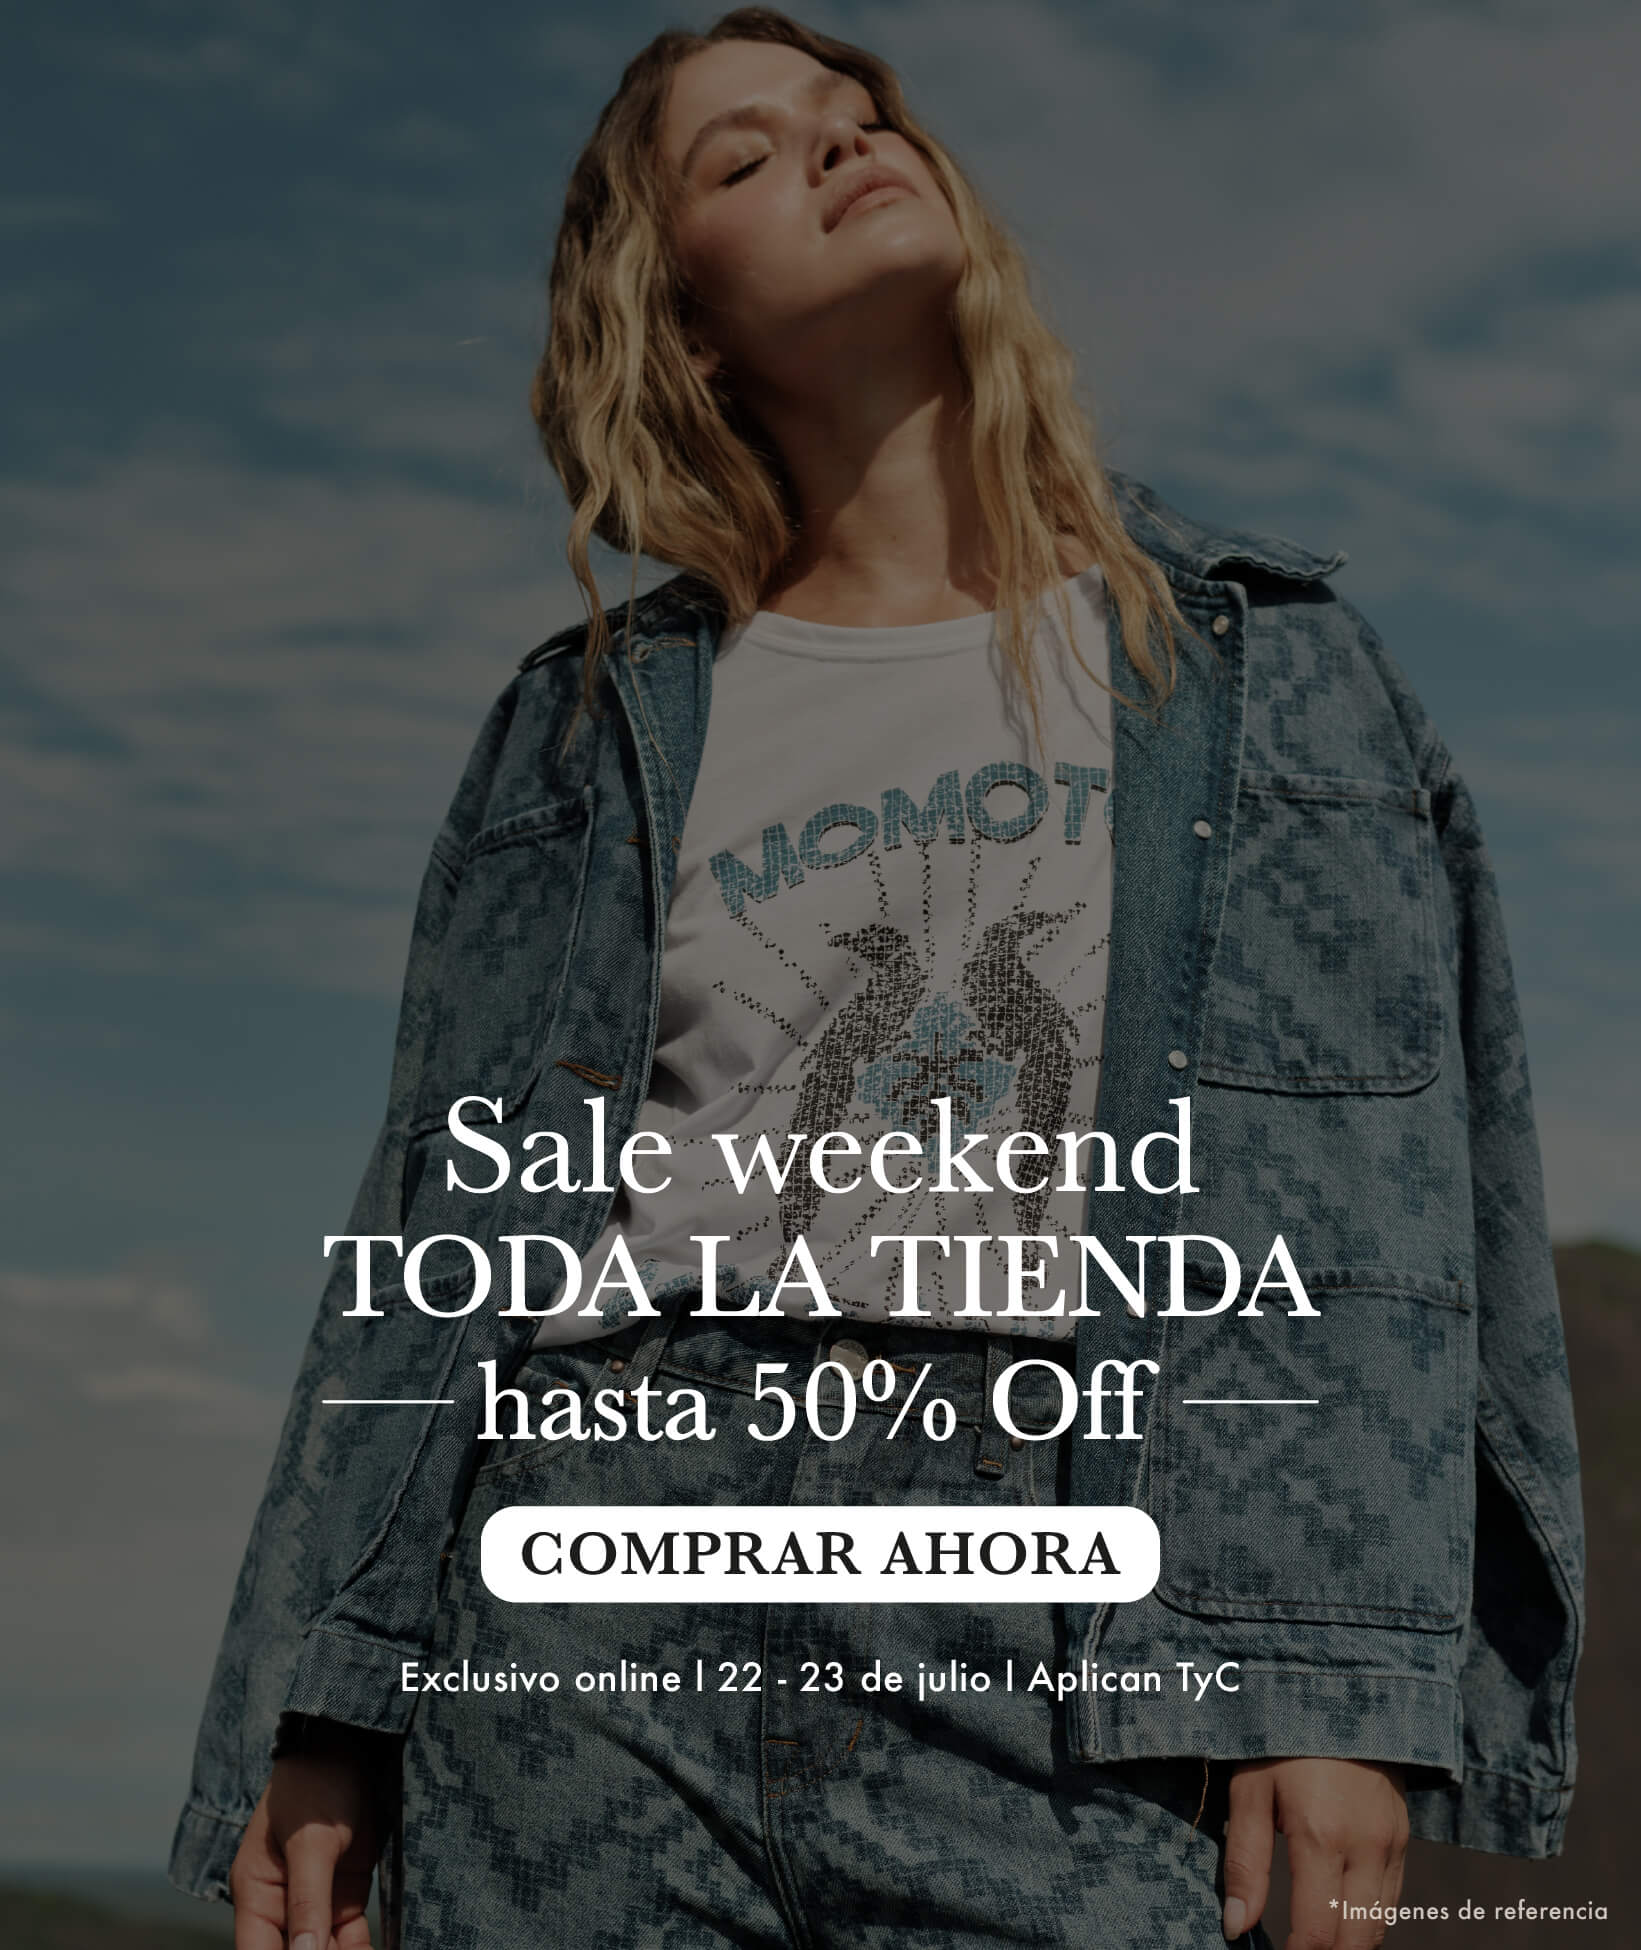 MOMOT
Sale weekend
TODA LA TIENDA
hasta 50% Off
COMPRAR AHORA
Exclusivo online | 22 - 23 de julio | Aplican TyC
*Imágenes de referencia